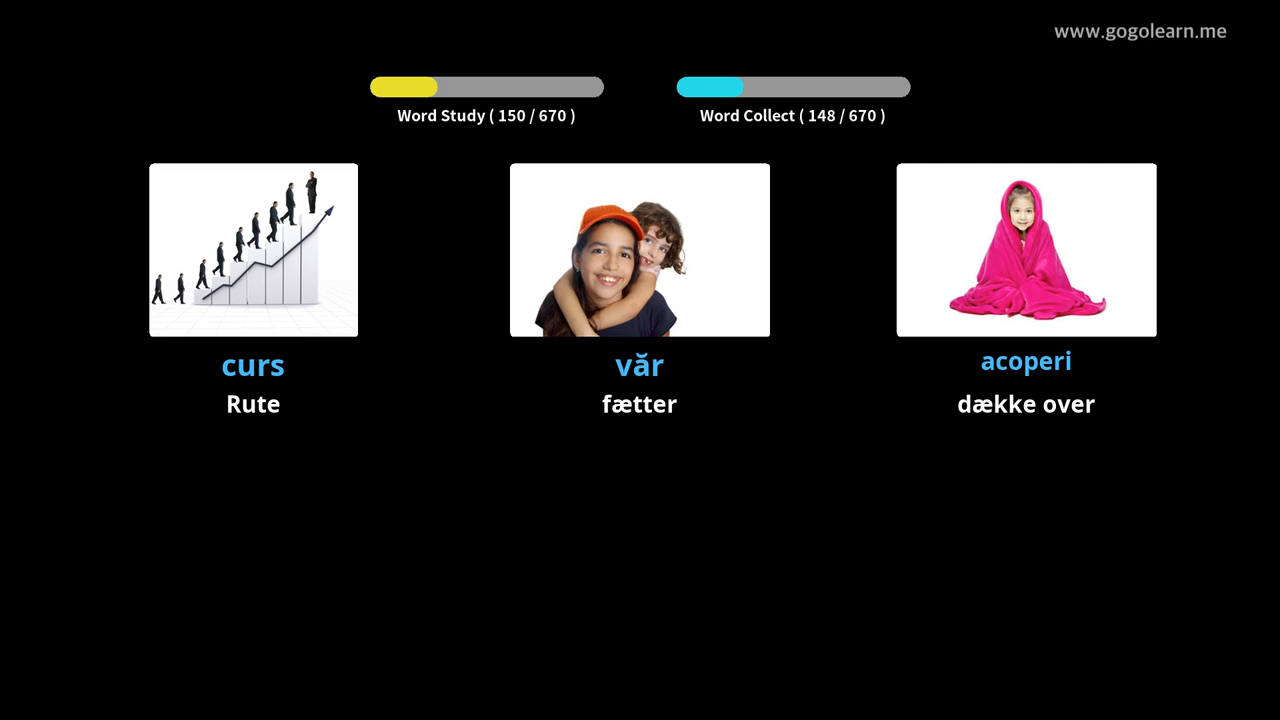 www.gogolearn.me
Word Study ( 150 / 670 )
Word Collect ( 148 / 670 )
curs
Rute
văr
fætter
acoperi
dække over